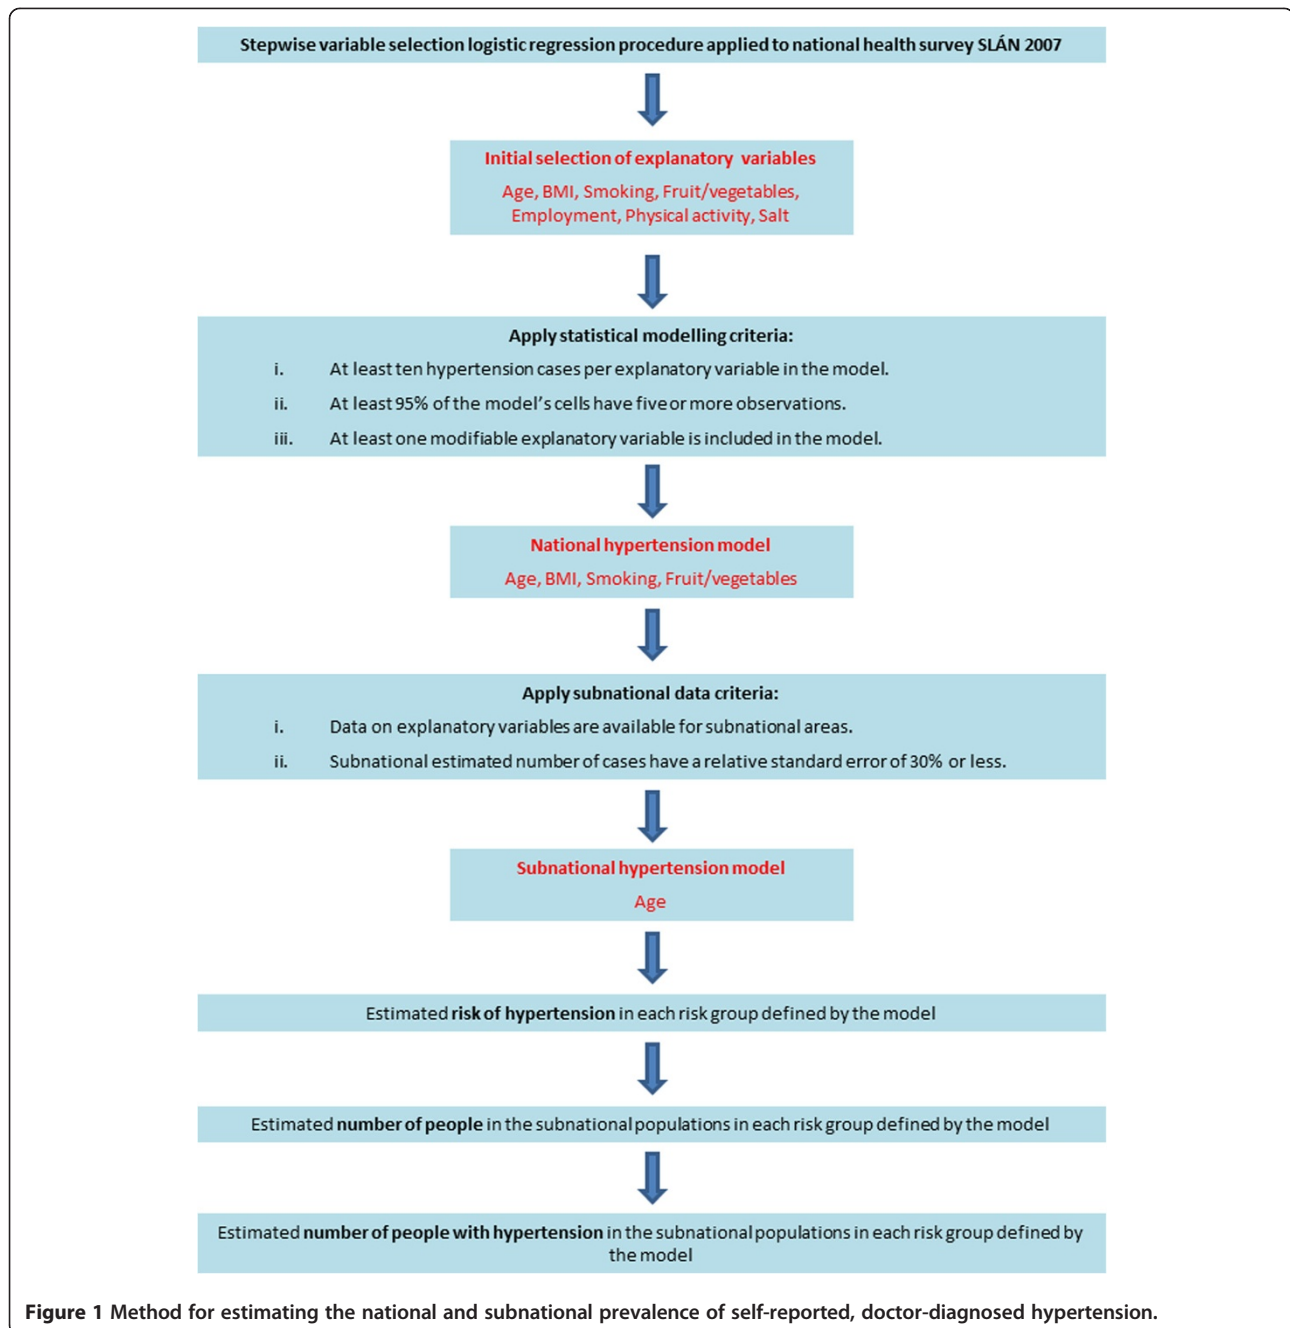 Stepwise variable selection logistic regression procedure applied to national health survey SLÁN 2007
Initial selection of explanatory variables
Age, BMI, Smoking, Fruit/vegetables,
Employment, Physical activity, Salt
Apply statistical modelling criteria:
i. At least ten hypertension cases per explanatory variable in the model.
ii. At least 95% of the model's cells have five or more observations.
iii. At least one modifiable explanatory variable is included in the model.
National hypertension model
Age, BMI, Smoking, Fruit/vegetables
Apply subnational data criteria:
i. Data on explanatory variables are available for subnational areas.
ii. Subnational estimated number of cases have a relative standard error of 30% or less.
Subnational hypertension model
Age
Estimated risk of hypertension in each risk group defined by the model
Estimated number of people in the subnational populations in each risk group defined by the model
Estimated number of people with hypertension in the subnational populations in each risk group defined by
the model
Figure 1 Method for estimating the national and subnational prevalence of self-reported, doctor-diagnosed hypertension.